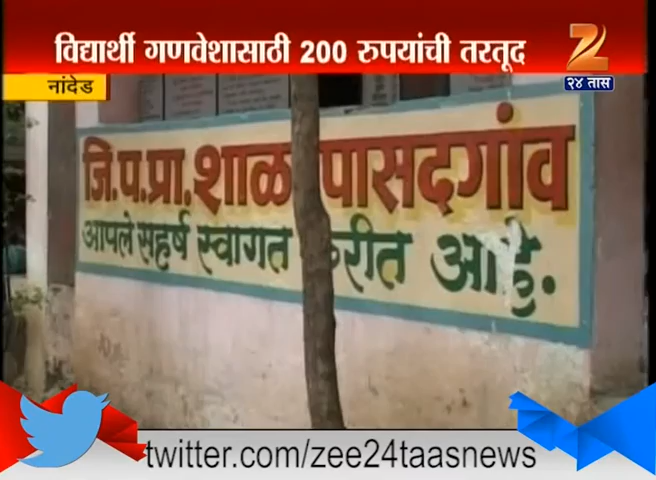 विद्यार्थी गणवेशासाठी 200 रुपयांची तरतूद
नांदेड
२४ तास
जि.प.प्रा.शाळ पासदगांव
आपले सहर्ष स्वागत करीत आहे.
twitter.com/zee24taasnews